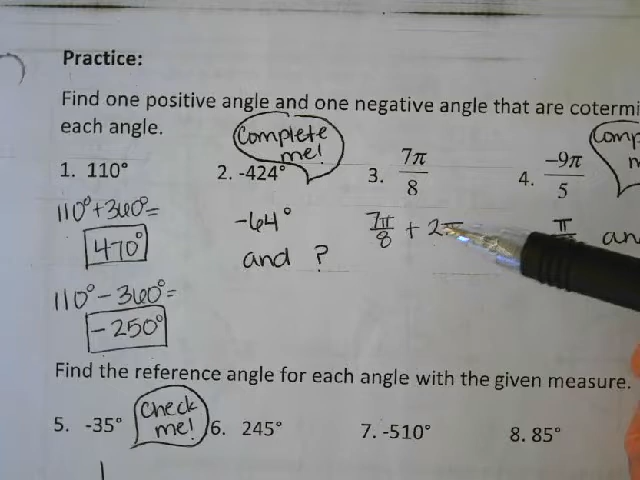 Practice:
Find one positive angle and one negative angle that are cotermi
each angle.
Complete
me!
Comp
m
1. 110°
2. -424°
3. 7π/8
4. -9π/5
110°+360°=
470°
-64°
and ?
7π/8 + 2π
π
an
110°-360°=
-250°
Find the reference angle for each angle with the given measure.
5. -35°
Check
me!
6. 245°
7. -510°
8. 85°